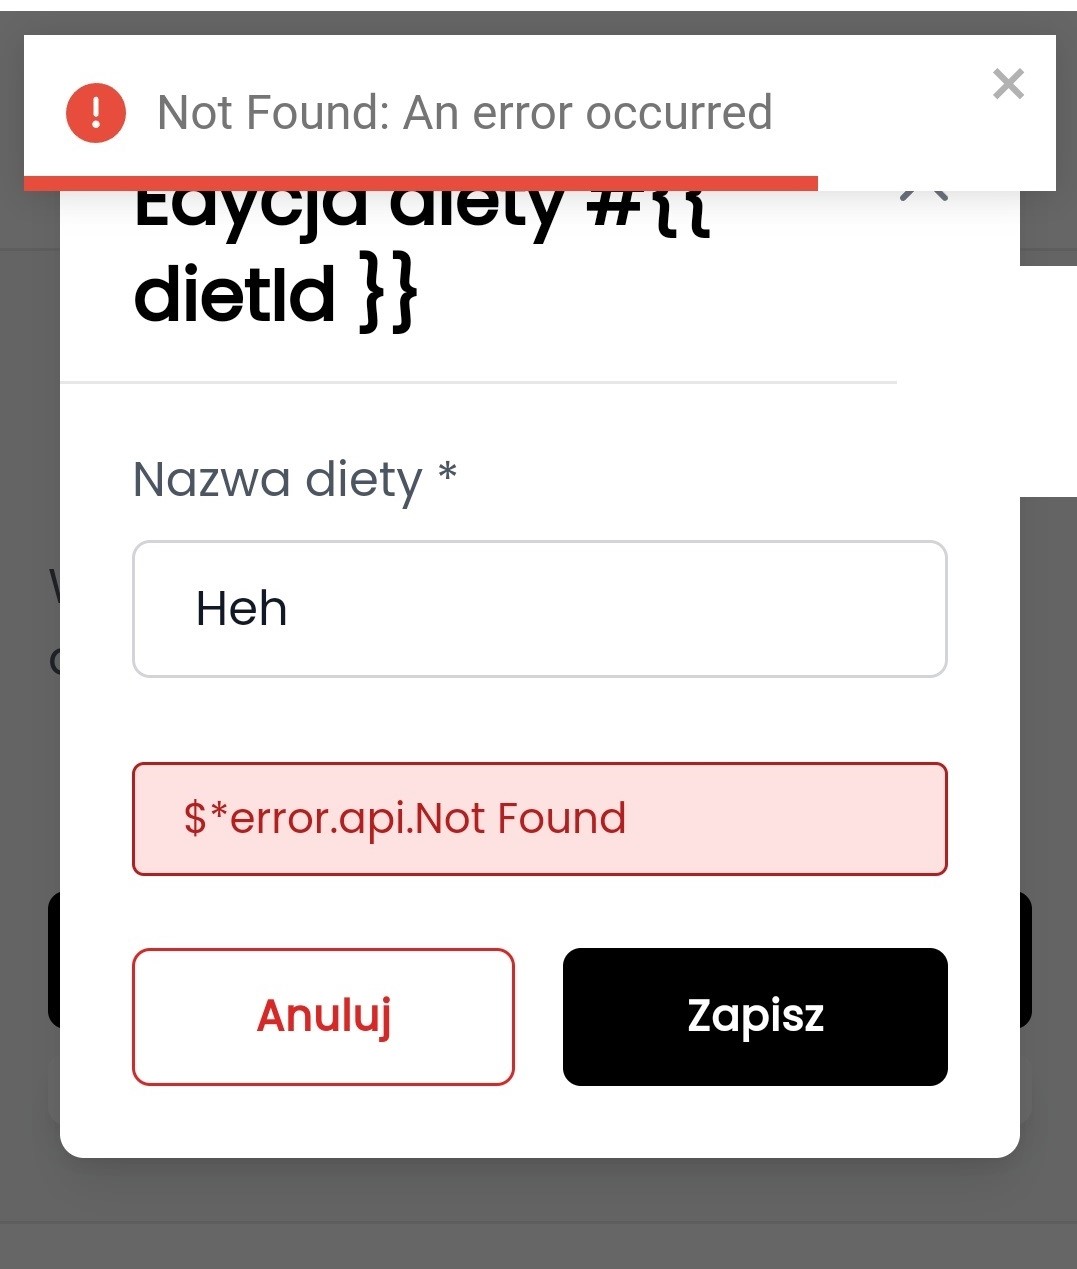 Not Found: An error occurred
Edycja diety #{{
dietId }}
Nazwa diety *
Heh
$*error.api.Not Found
Anuluj
Zapisz